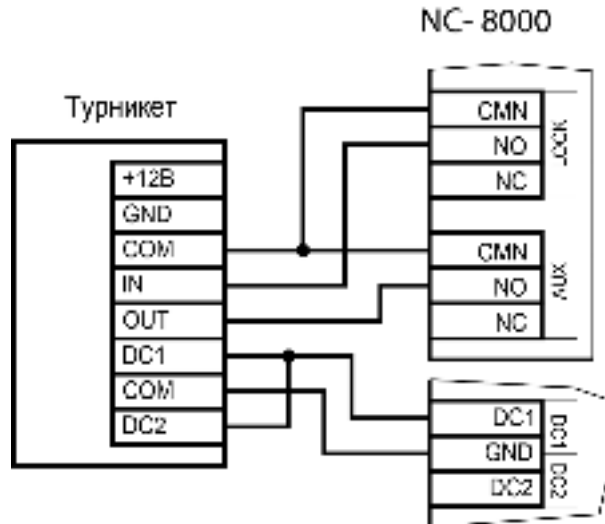 NC- 8000
Турникет
+12В
GND
COM
IN
OUT
DC1
COM
DC2
CMN
NO
NC
LOCK
CMN
NO
NC
AUX
DC1
GND
DC2
DC1
DC2